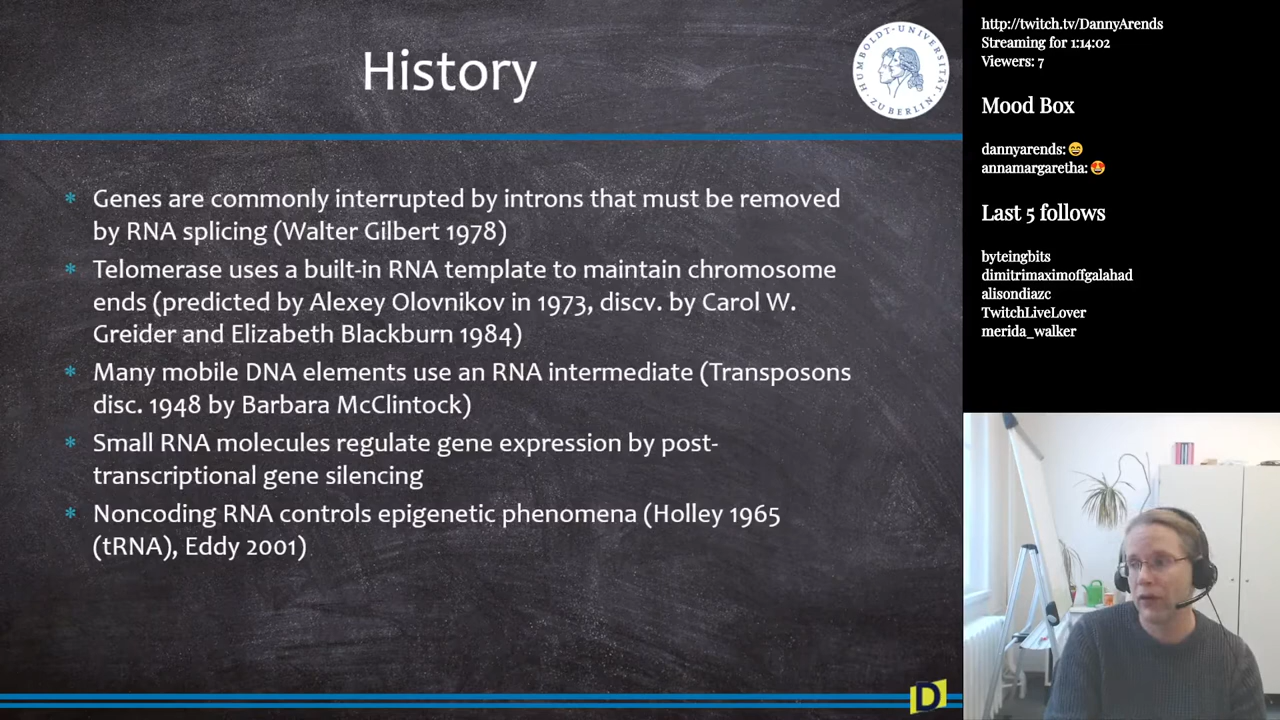 History
HUMBOLDT-UNIVERSITÄT
ZU BERLIN
* Genes are commonly interrupted by introns that must be removed
by RNA splicing (Walter Gilbert 1978)
* Telomerase uses a built-in RNA template to maintain chromosome
ends (predicted by Alexey Olovnikov in 1973, discv. by Carol W.
Greider and Elizabeth Blackburn 1984)
* Many mobile DNA elements use an RNA intermediate (Transposons
disc. 1948 by Barbara McClintock)
* Small RNA molecules regulate gene expression by post-
transcriptional gene silencing
* Noncoding RNA controls epigenetic phenomena (Holley 1965
(tRNA), Eddy 2001)
D
http://twitch.tv/DannyArends
Streaming for 1:14:02
Viewers: 7
Mood Box
dannyarends: 😄
annamargaretha: 😍
Last 5 follows
byteingbits
dimitrimaximoffgalahad
alisondiazc
TwitchLiveLover
merida_walker